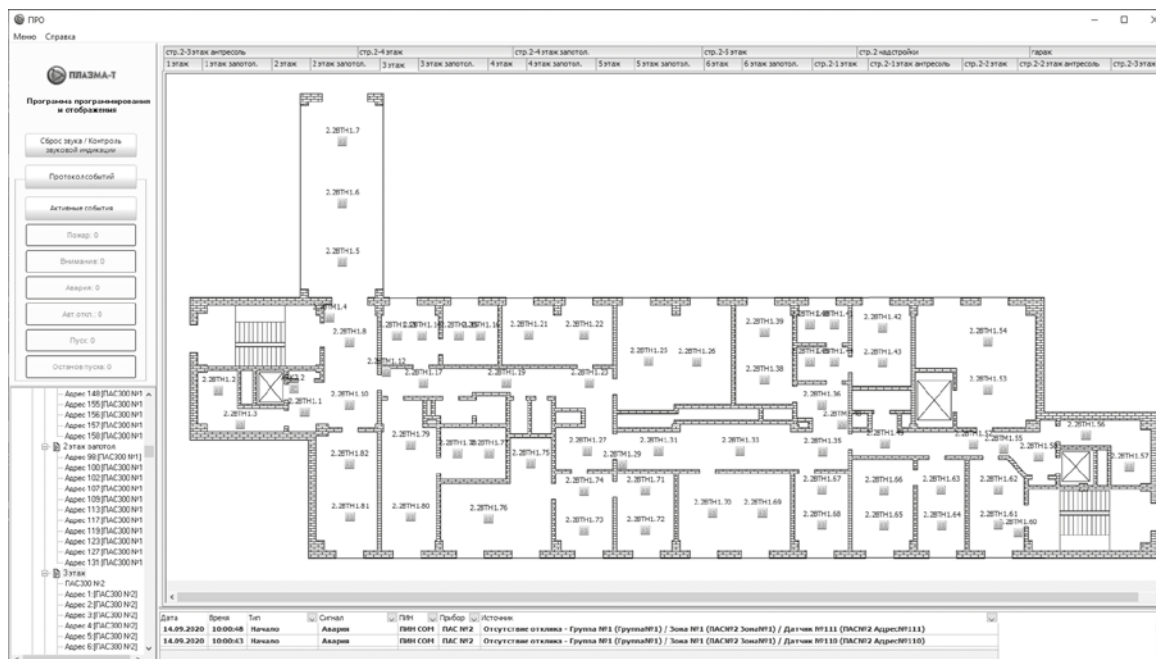 ПРО
Меню Справка
ПЛАЗМА-Т
Программа программирования
и отображения
Сброс звука / Контроль
звуковой индикации
Протокол событий
Активные события
Пожар: 0
Внимание: 0
Авария: 0
Авт откл.: 0
Пуск: 0
Останов пуска: 0
Адрес 148 [ПАС300 №1
Адрес 155 [ПАС300 №1
Адрес 156 [ПАС300 №1
Адрес 157 [ПАС300 №1
Адрес 158 [ПАС300 №1
2 этаж запотол
Адрес 98 [ПАС300 №1]
Адрес 100 [ПАС300 №1
Адрес 102 [ПАС300 №1
Адрес 107 [ПАС300 №1
Адрес 109 [ПАС300 №1
Адрес 113 [ПАС300 №1
Адрес 117 [ПАС300 №1
Адрес 119 [ПАС300 №1
Адрес 123 [ПАС300 №1
Адрес 127 [ПАС300 №1
Адрес 131 [ПАС300 №1
3 этаж
ПАС300 №2
Адрес 1: [ПАС300 №2]
Адрес 2: [ПАС300 №2]
Адрес 3: [ПАС300 №2]
Адрес 4: [ПАС300 №2]
Адрес 5: [ПАС300 №2]
Адрес 6: [ПАС300 №2]
стр.2-3 этаж антресоль стр.2-4 этаж стр.2-4 этаж запотол. стр.2-5 этаж стр.2 надстройки гараж
1 этаж 1 этаж запотол. 2 этаж 2 этаж запотол. 3 этаж 3 этаж запотол. 4 этаж 4 этаж запотол. 5 этаж 5 этаж запотол. 6 этаж 6 этаж запотол. стр.2-1 этаж стр.2-1 этаж антресоль стр.2-2 этаж стр.2-2 этаж антресоль стр.2-3 этаж
2.2ВТН1.7
2.2ВТН1.6
2.2ВТН1.5
2.2ВТН1.8
2.2ВТН1.21 2.2ВТН1.22
2.2ВТН1.39
2.2ВТН1.42
2.2ВТН1.54
2.2ВТН1.26
2.2ВТН1.43
2.2ВТН1.12
2.2ВТН1.17 2.2ВТН1.19
2.2ВТН1.38
2.2ВТН1.53
2.2ВТН1.3 2.2ВТН1.10
2.2ВТН1.36
2.2ВТН1.79
2.2ВТН1.27 2.2ВТН1.31 2.2ВТН1.33 2.2ВТН1.35
2.2ВТН1.56
2.2ВТН1.82
2.2ВТН1.75
2.2ВТН1.57
2.2ВТН1.74 2.2ВТН1.71
2.2ВТН1.67 2.2ВТН1.66 2.2ВТН1.63 2.2ВТН1.62
2.2ВТН1.81 2.2ВТН1.80 2.2ВТН1.76
2.2ВТН1.73 2.2ВТН1.72 2.2ВТН1.70 2.2ВТН1.69
2.2ВТН1.68 2.2ВТН1.65 2.2ВТН1.64 2.2ВТН1.61
Дата Время Тип Сигнал ПИН Прибор Источник
14.09.2020 10:00:48 Начало Авария ПИН COM ПАС №2 Отсутствие отклика - Группа №1 (Группа№1) / Зона №1 (ПАС№2 Зона№1) / Датчик №111 (ПАС№2 Адрес№111)
14.09.2020 10:00:43 Начало Авария ПИН COM ПАС №2 Отсутствие отклика - Группа №1 (Группа№1) / Зона №1 (ПАС№2 Зона№1) / Датчик №110 (ПАС№2 Адрес№110)